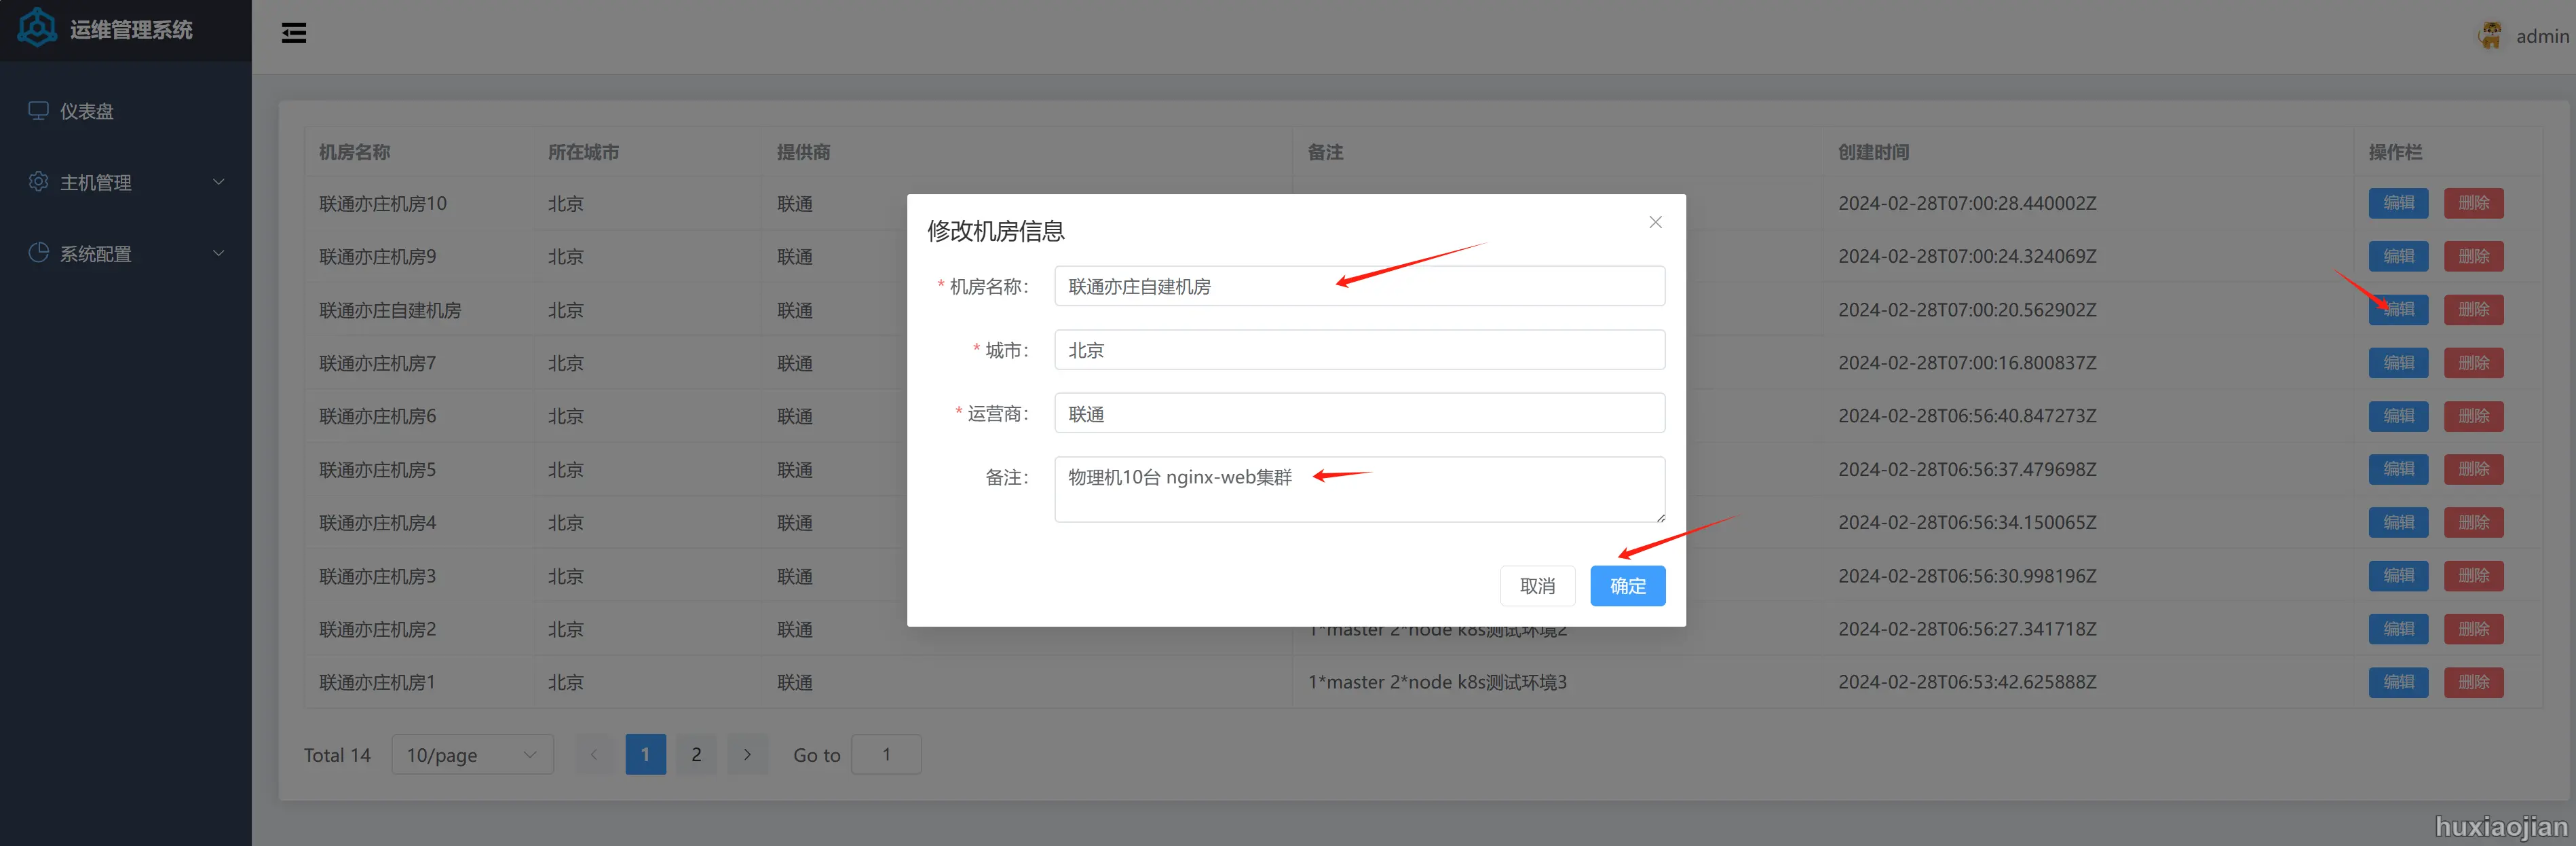 运维管理系统
admin
仪表盘
主机管理
系统配置
机房名称 所在城市 提供商 备注 创建时间 操作栏
联通亦庄机房10 北京 联通 2024-02-28T07:00:28.440002Z 编辑 删除
联通亦庄机房9 北京 联通 2024-02-28T07:00:24.324069Z 编辑 删除
联通亦庄自建机房 北京 联通 2024-02-28T07:00:20.562902Z 编辑 删除
联通亦庄机房7 北京 联通 2024-02-28T07:00:16.800837Z 编辑 删除
联通亦庄机房6 北京 联通 2024-02-28T06:56:40.847273Z 编辑 删除
联通亦庄机房5 北京 联通 2024-02-28T06:56:37.479698Z 编辑 删除
联通亦庄机房4 北京 联通 2024-02-28T06:56:34.150065Z 编辑 删除
联通亦庄机房3 北京 联通 2024-02-28T06:56:30.998196Z 编辑 删除
联通亦庄机房2 北京 联通 1*master 2*node k8s测试环境2 2024-02-28T06:56:27.341718Z 编辑 删除
联通亦庄机房1 北京 联通 1*master 2*node k8s测试环境3 2024-02-28T06:53:42.625888Z 编辑 删除
Total 14 10/page 1 2 Go to 1
修改机房信息
* 机房名称: 联通亦庄自建机房
* 城市: 北京
* 运营商: 联通
备注: 物理机10台 nginx-web集群
取消 确定
huxiaojian